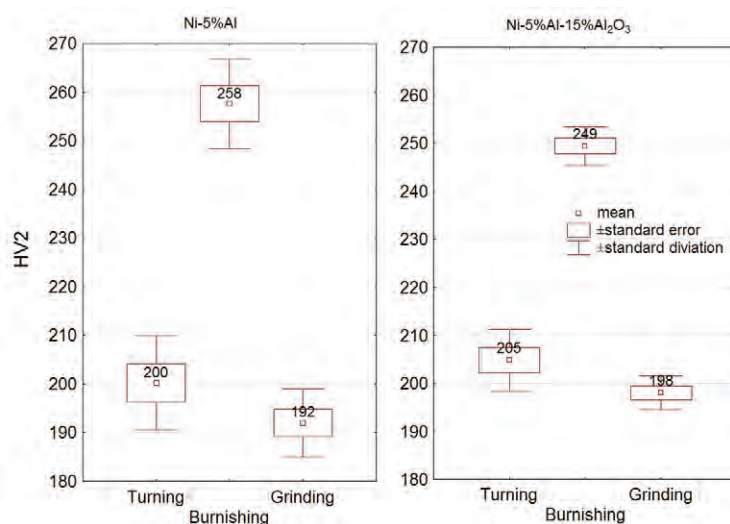 Ni-5%Al
270
260
250
240
230
220
210
200
190
180
HV2
258
200
192
Turning
Grinding
Burnishing
Ni-5%Al-15%Al₂O₃
270
260
250
240
230
220
210
200
190
180
249
205
198
mean
±standard error
±standard diviation
Turning
Grinding
Burnishing